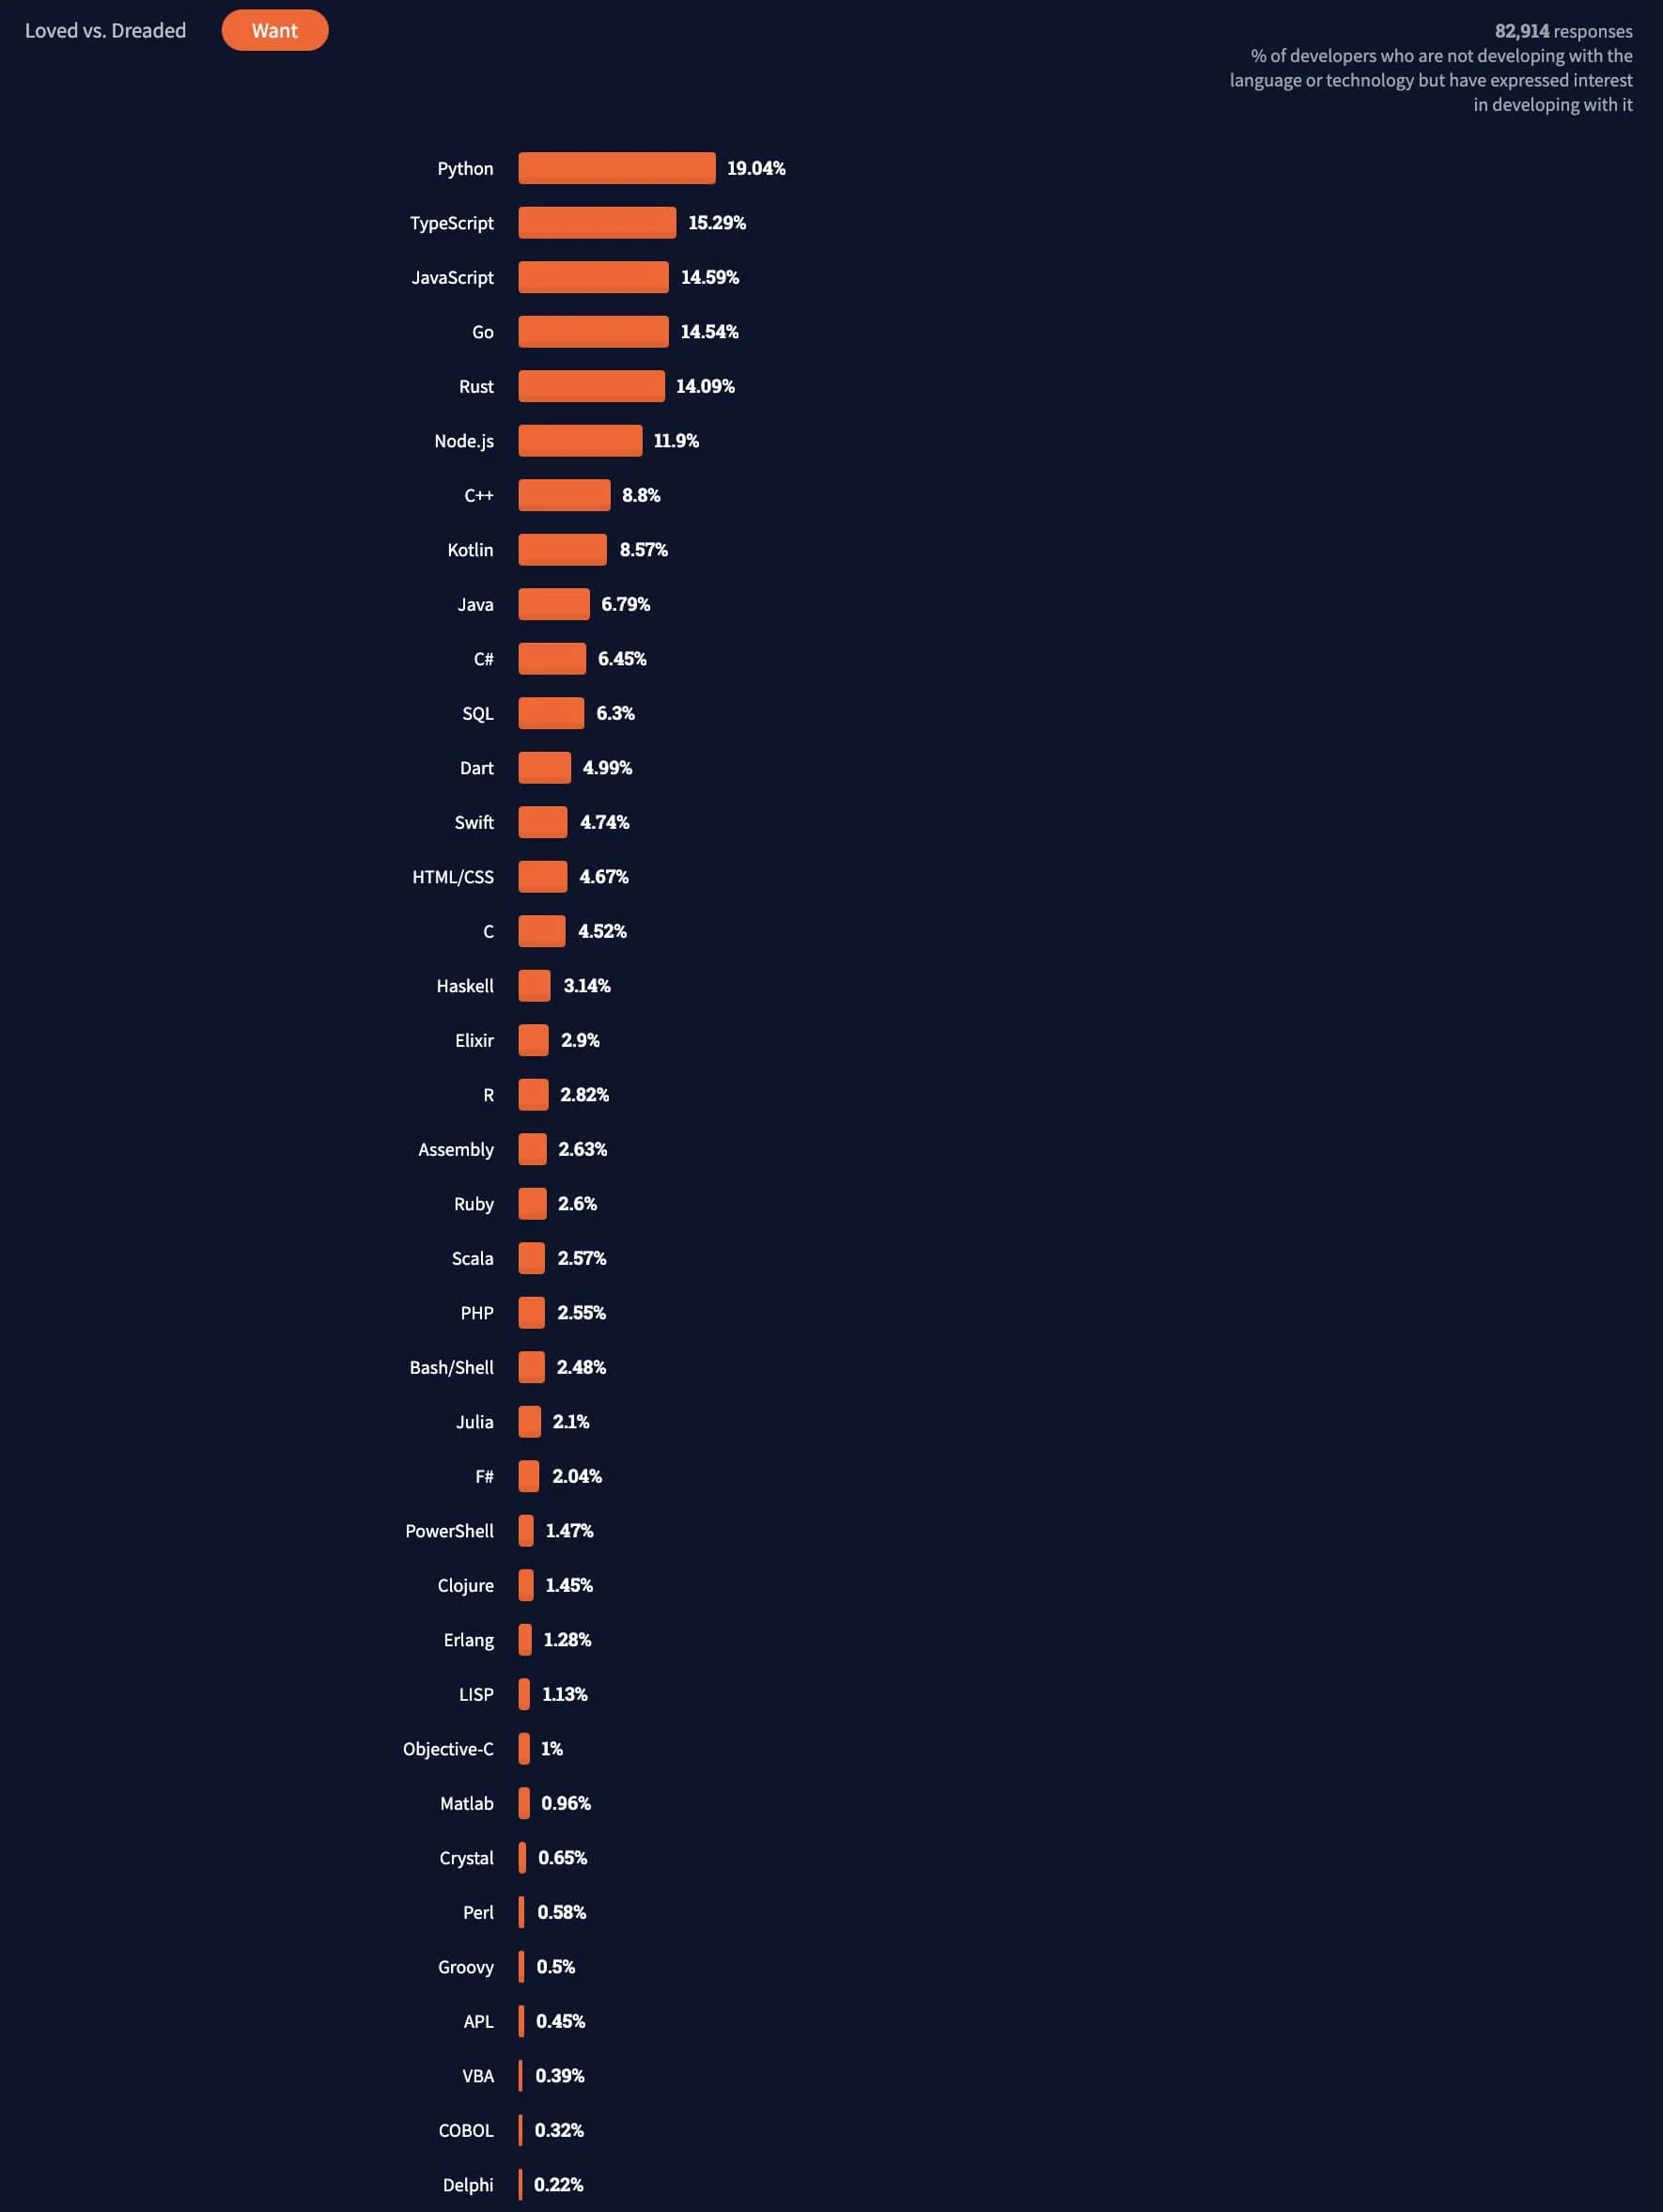 Loved vs. Dreaded
Want
82,914 responses
% of developers who are not developing with the
language or technology but have expressed interest
in developing with it
Python 19.04%
TypeScript 15.29%
JavaScript 14.59%
Go 14.54%
Rust 14.09%
Node.js 11.9%
C++ 8.8%
Kotlin 8.57%
Java 6.79%
C# 6.45%
SQL 6.3%
Dart 4.99%
Swift 4.74%
HTML/CSS 4.67%
C 4.52%
Haskell 3.14%
Elixir 2.9%
R 2.82%
Assembly 2.63%
Ruby 2.6%
Scala 2.57%
PHP 2.55%
Bash/Shell 2.48%
Julia 2.1%
F# 2.04%
PowerShell 1.47%
Clojure 1.45%
Erlang 1.28%
LISP 1.13%
Objective-C 1%
Matlab 0.96%
Crystal 0.65%
Perl 0.58%
Groovy 0.5%
APL 0.45%
VBA 0.39%
COBOL 0.32%
Delphi 0.22%